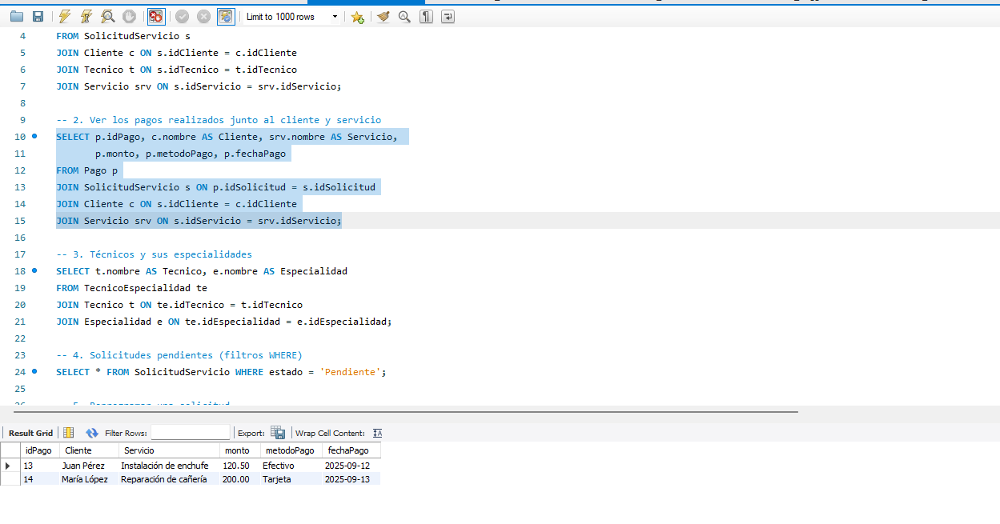 Limit to 1000 rows
4 FROM SolicitudServicio s
5 JOIN Cliente c ON s.idCliente = c.idCliente
6 JOIN Tecnico t ON s.idTecnico = t.idTecnico
7 JOIN Servicio srv ON s.idServicio = srv.idServicio;
8
9 -- 2. Ver los pagos realizados junto al cliente y servicio
10 SELECT p.idPago, c.nombre AS Cliente, srv.nombre AS Servicio,
11 p.monto, p.metodoPago, p.fechaPago
12 FROM Pago p
13 JOIN SolicitudServicio s ON p.idSolicitud = s.idSolicitud
14 JOIN Cliente c ON s.idCliente = c.idCliente
15 JOIN Servicio srv ON s.idServicio = srv.idServicio;
16
17 -- 3. Técnicos y sus especialidades
18 SELECT t.nombre AS Tecnico, e.nombre AS Especialidad
19 FROM TecnicoEspecialidad te
20 JOIN Tecnico t ON te.idTecnico = t.idTecnico
21 JOIN Especialidad e ON te.idEspecialidad = e.idEspecialidad;
22
23 -- 4. Solicitudes pendientes (filtros WHERE)
24 SELECT * FROM SolicitudServicio WHERE estado = 'Pendiente';
25
Result Grid Filter Rows: Export: Wrap Cell Content:
idPago Cliente Servicio monto metodoPago fechaPago
13 Juan Pérez Instalación de enchufe 120.50 Efectivo 2025-09-12
14 María López Reparación de cañería 200.00 Tarjeta 2025-09-13